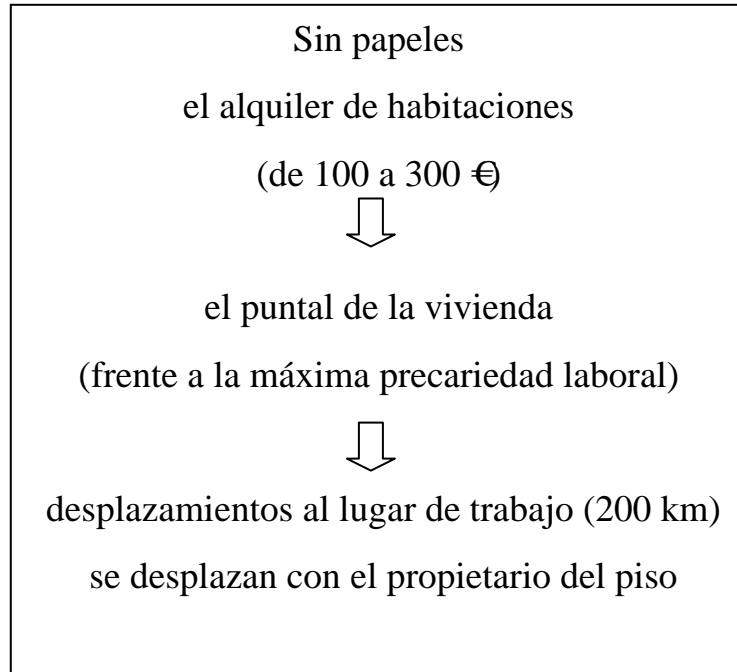 Sin papeles
el alquiler de habitaciones
(de 100 a 300 €)
el puntal de la vivienda
(frente a la máxima precariedad laboral)
desplazamientos al lugar de trabajo (200 km)
se desplazan con el propietario del piso